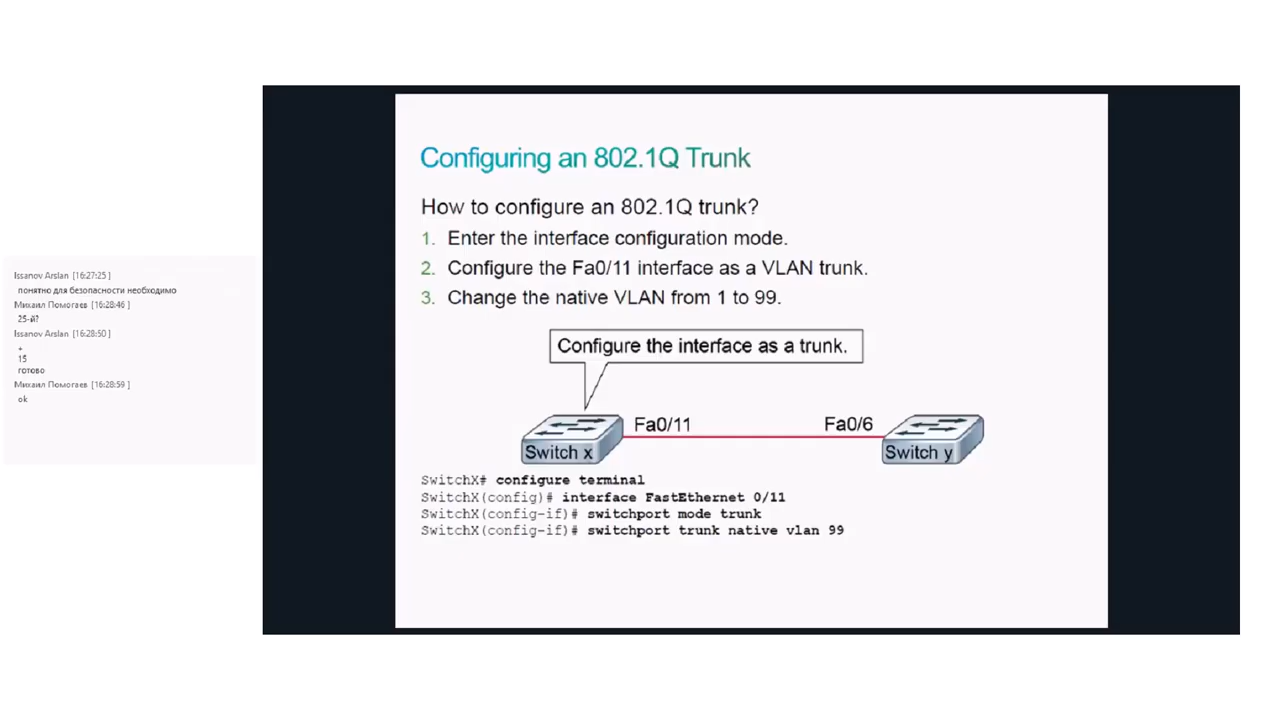 Issanov Arslan [16:27:25 ]
понятно для безопасности необходимо
Михаил Помогаев [16:28:46 ]
25-й?
Issanov Arslan [16:28:50 ]
+
15
готово
Михаил Помогаев [16:28:59 ]
ok
Configuring an 802.1Q Trunk
How to configure an 802.1Q trunk?
1. Enter the interface configuration mode.
2. Configure the Fa0/11 interface as a VLAN trunk.
3. Change the native VLAN from 1 to 99.
Configure the interface as a trunk.
Fa0/11 Fa0/6
Switch x Switch y
SwitchX# configure terminal
SwitchX(config)# interface FastEthernet 0/11
SwitchX(config-if)# switchport mode trunk
SwitchX(config-if)# switchport trunk native vlan 99